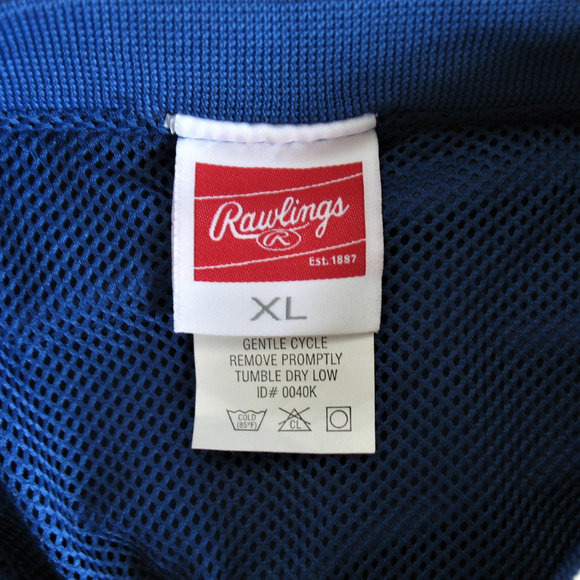 Rawlings
R
EST. 1887
XL
GENTLE CYCLE
REMOVE PROMPTLY
TUMBLE DRY LOW
ID# 0040K
COLD
(85°F)
CL